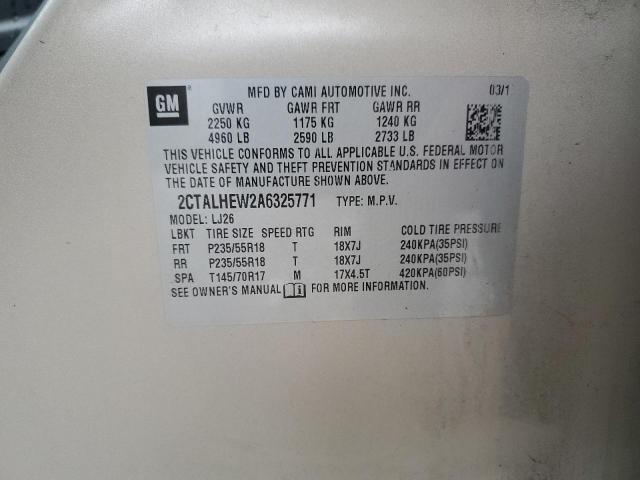 GM
MFD BY CAMI AUTOMOTIVE INC. 03/1
GVWR GAWR FRT GAWR RR
2250 KG 1175 KG 1240 KG
4960 LB 2590 LB 2733 LB
THIS VEHICLE CONFORMS TO ALL APPLICABLE U.S. FEDERAL MOTOR
VEHICLE SAFETY AND THEFT PREVENTION STANDARDS IN EFFECT ON
THE DATE OF MANUFACTURE SHOWN ABOVE.
2CTALHEW2A6325771 TYPE: M.P.V.
MODEL: LJ26
LBKT TIRE SIZE SPEED RTG RIM COLD TIRE PRESSURE
FRT P235/55R18 T 18X7J 240KPA(35PSI)
RR P235/55R18 T 18X7J 240KPA(35PSI)
SPA T145/70R17 M 17X4.5T 420KPA(60PSI)
SEE OWNER'S MANUAL FOR MORE INFORMATION.